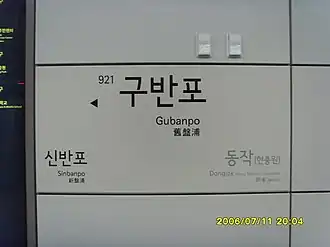 921
구반포
Gubanpo
舊盤浦
신반포
Sinbanpo
新盤浦
동작(현충원)
Dongjak
2006/07/11 20:04